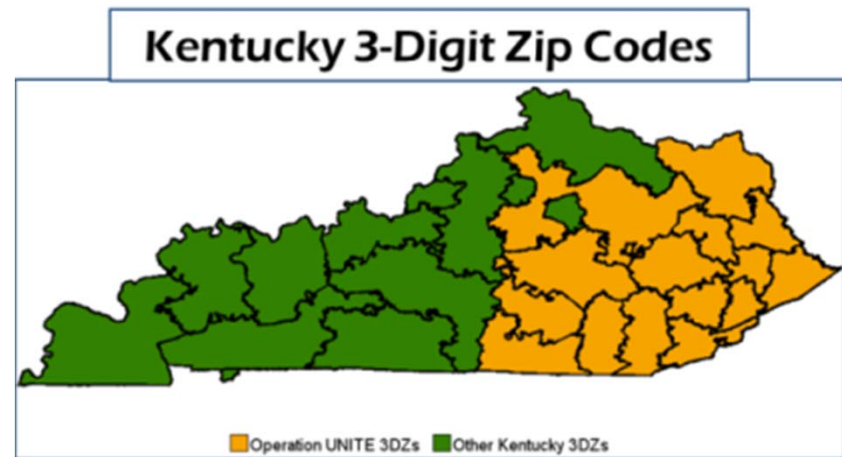 Kentucky 3-Digit Zip Codes
Operation UNITE 3DZs Other Kentucky 3DZs